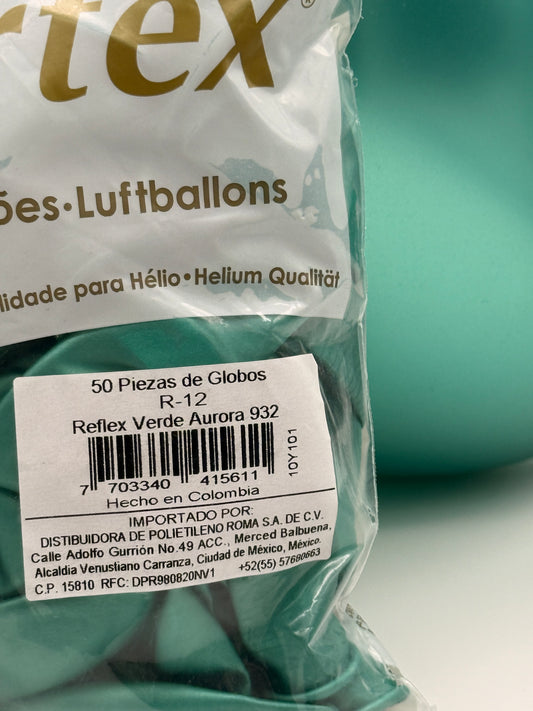 rtex®
ões•Luftballons
lidade para Hélio•Helium Qualität
50 Piezas de Globos
R-12
Reflex Verde Aurora 932
7 703340 415611
10Y101
Hecho en Colombia
IMPORTADO POR:
DISTIBUIDORA DE POLIETILENO ROMA S.A. DE C.V.
Calle Adolfo Gurrión No.49 ACC., Merced Balbuena,
Alcaldia Venustiano Carranza, Ciudad de México, México.
C.P. 15810 RFC: DPR980820NV1 +52(55) 57680663